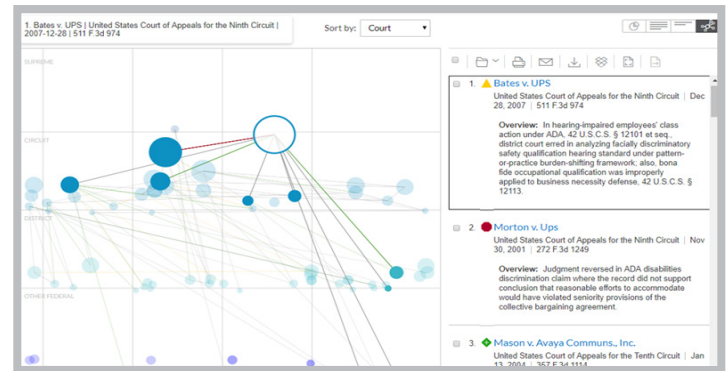 1. Bates v. UPS | United States Court of Appeals for the Ninth Circuit |
2007-12-28 | 511 F.3d 974
Sort by: Court
SUPREME
CIRCUIT
DISTRICT
OTHER FEDERAL
1. Bates v. UPS
United States Court of Appeals for the Ninth Circuit | Dec
28, 2007 | 511 F.3d 974
Overview: In hearing-impaired employees' class
action under ADA, 42 U.S.C.S. § 12101 et seq.,
district court erred in analyzing facially discriminatory
safety qualification hearing standard under pattern-
or-practice burden-shifting framework; also, bona
fide occupational qualification was improperly
applied to business necessity defense, 42 U.S.C.S. §
12113.
2. Morton v. Ups
United States Court of Appeals for the Ninth Circuit | Nov
30, 2001 | 272 F.3d 1249
Overview: Judgment reversed in ADA disabilities
discrimination claim where the record did not support
conclusion that reasonable efforts to accommodate
would have violated seniority provisions of the
collective bargaining agreement.
3. Mason v. Avaya Communs., Inc.
United States Court of Appeals for the Tenth Circuit | Jan
13, 2004 | 357 F.3d 1114